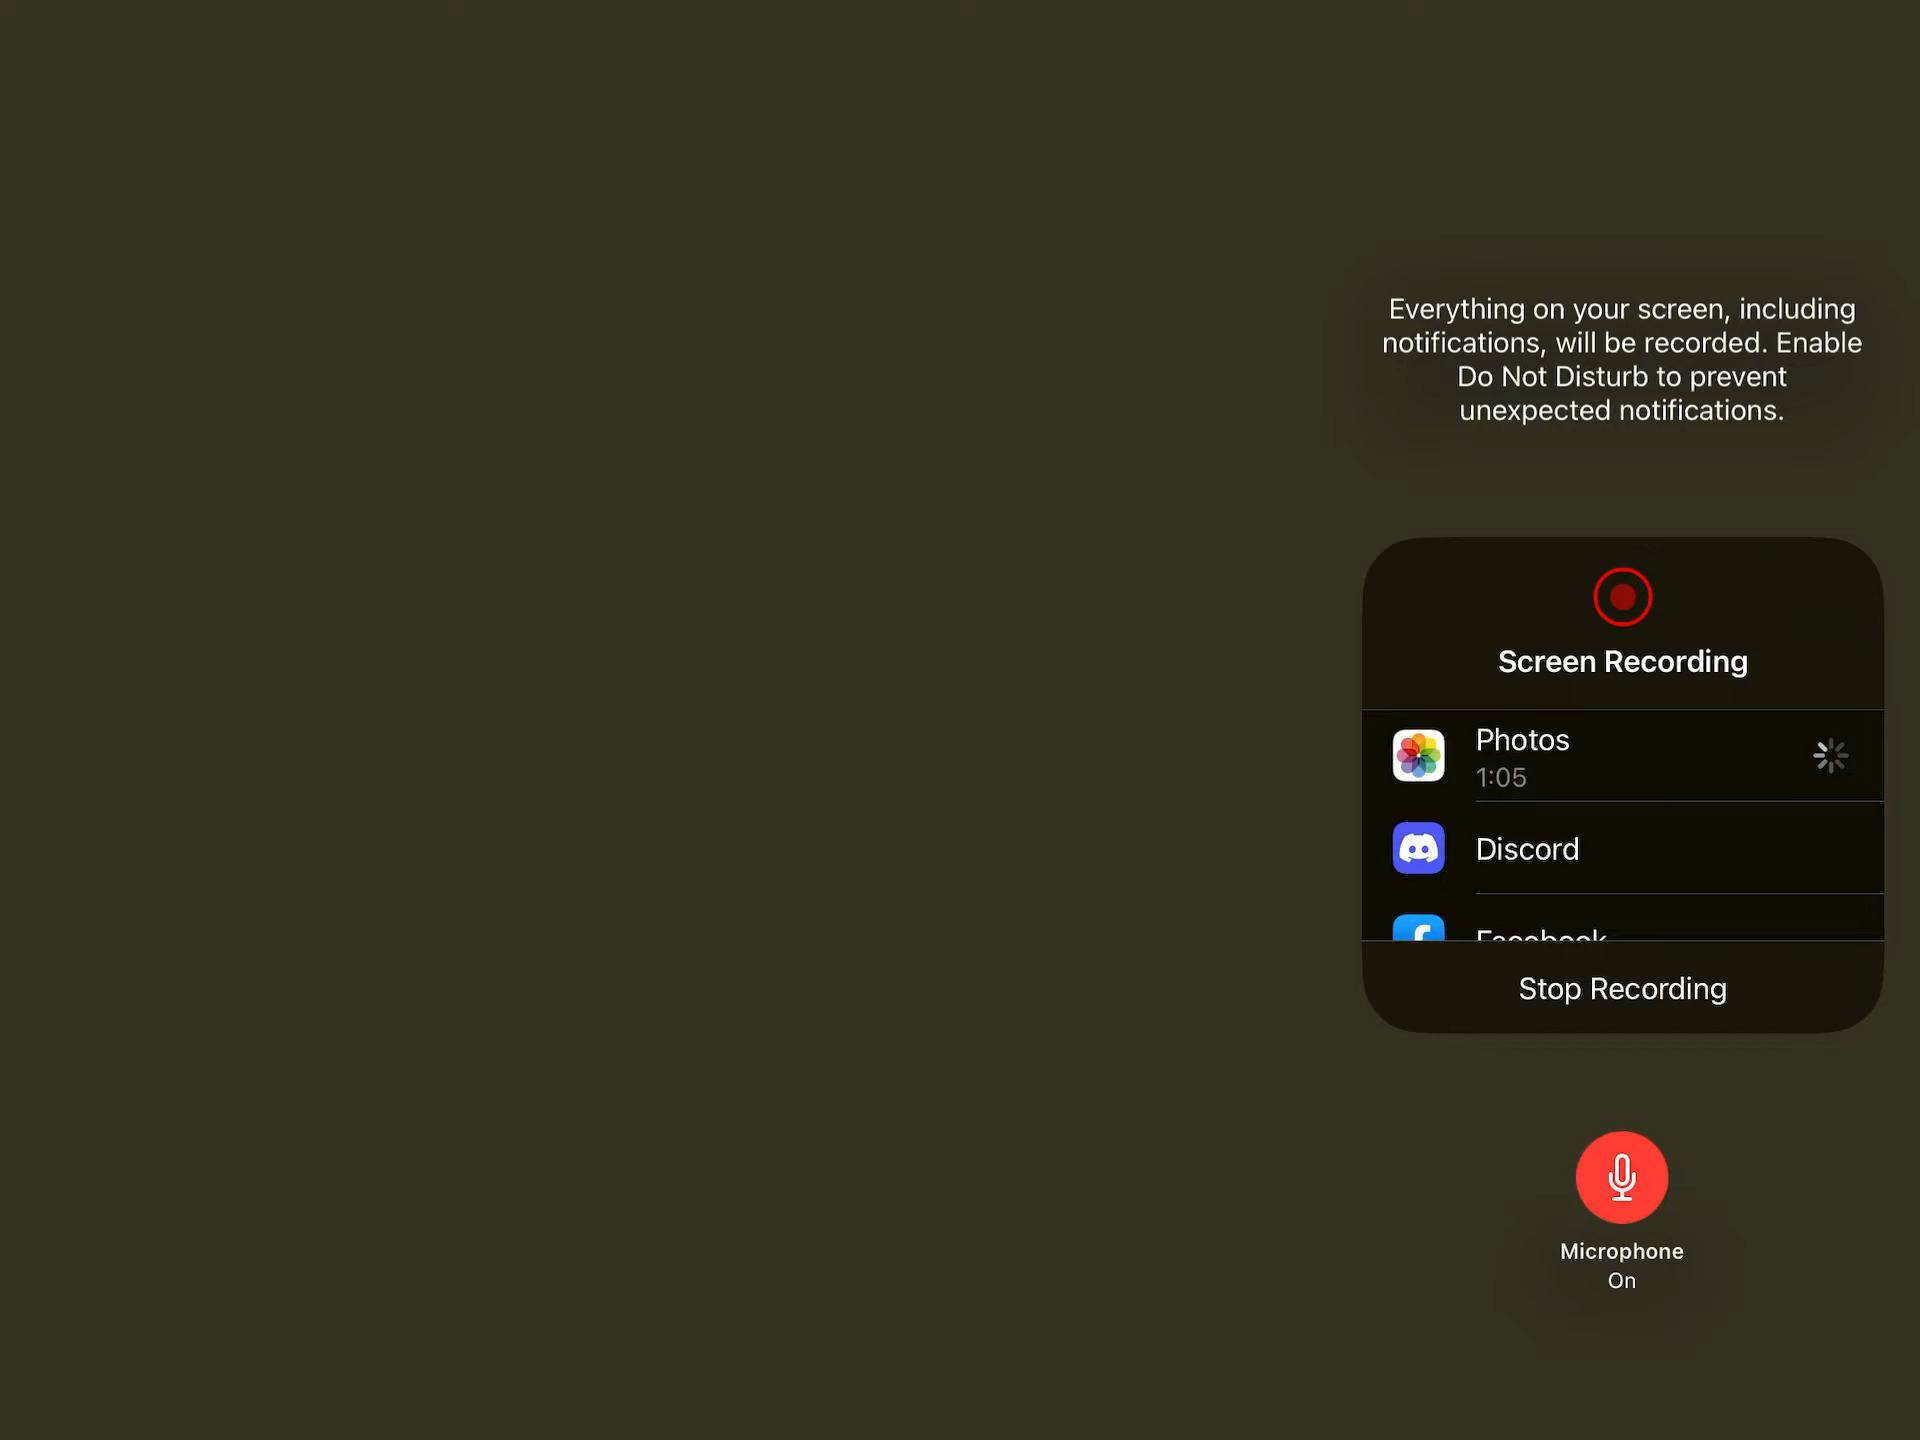 Everything on your screen, including
notifications, will be recorded. Enable
Do Not Disturb to prevent
unexpected notifications.
Screen Recording
Photos
1:05
Discord
Facebook
Stop Recording
Microphone
On